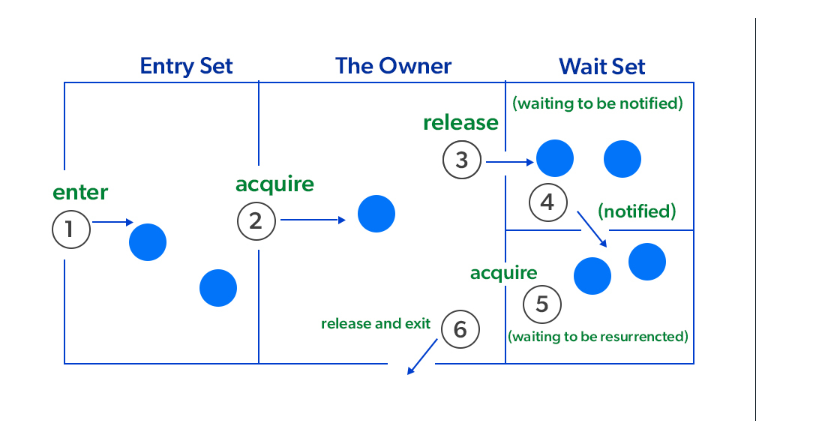 Entry Set
The Owner
Wait Set
(waiting to be notified)
release
3
enter
acquire
4
1
2
(notified)
acquire
5
release and exit
6
(waiting to be resurrencted)